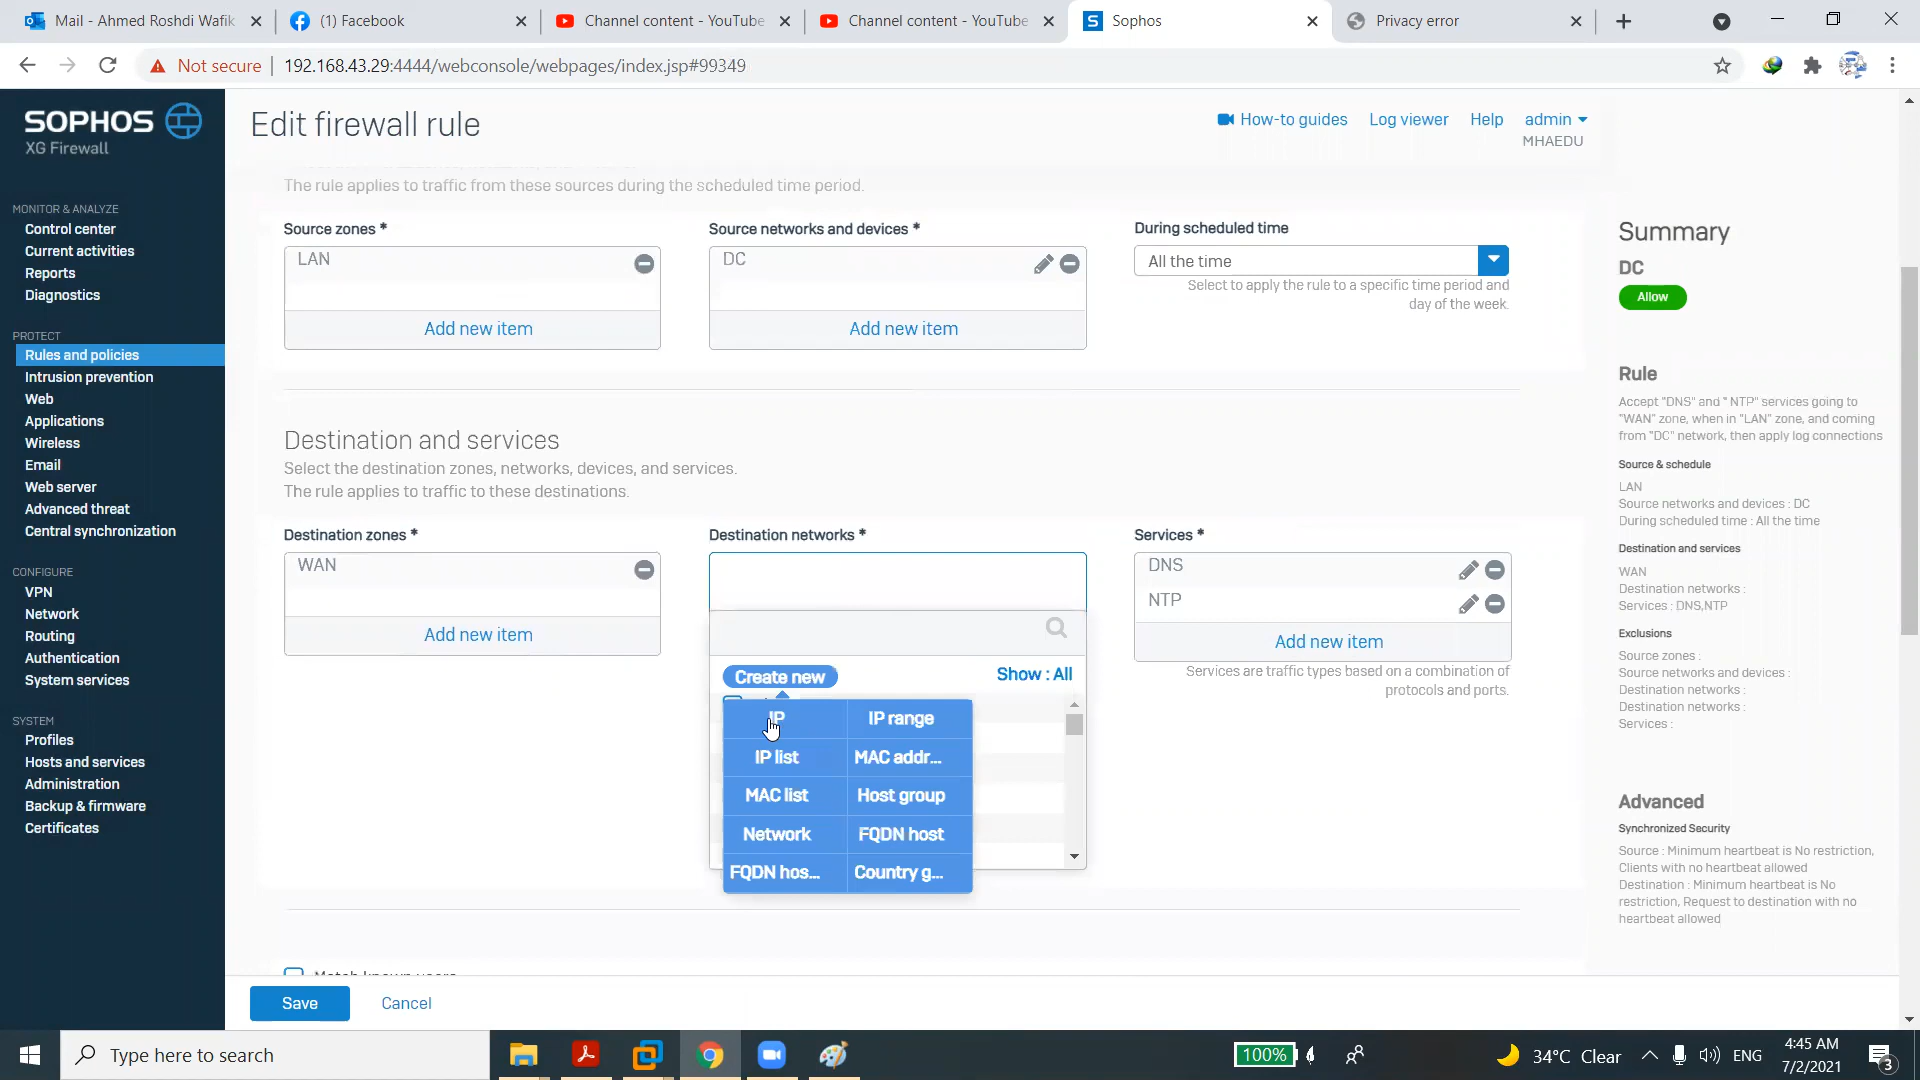 Mail - Ahmed Roshdi Wafik
(1) Facebook
Channel content - YouTube
Channel content - YouTube
Sophos
Privacy error
Not secure
192.168.43.29:4444/webconsole/webpages/index.jsp#99349
SOPHOS
XG Firewall
Edit firewall rule
How-to guides
Log viewer
Help
admin
MHAEDU
MONITOR & ANALYZE
Control center
Current activities
Reports
Diagnostics
PROTECT
Rules and policies
Intrusion prevention
Web
Applications
Wireless
Email
Web server
Advanced threat
Central synchronization
CONFIGURE
VPN
Network
Routing
Authentication
System services
SYSTEM
Profiles
Hosts and services
Administration
Backup & firmware
Certificates
The rule applies to traffic from these sources during the scheduled time period.
Source zones *
LAN
Add new item
Source networks and devices *
DC
Add new item
During scheduled time
All the time
Select to apply the rule to a specific time period and
day of the week.
Destination and services
Select the destination zones, networks, devices, and services.
The rule applies to traffic to these destinations.
Destination zones *
WAN
Add new item
Destination networks *
Create new
Show : All
IP
IP range
IP list
MAC addr...
MAC list
Host group
Network
FQDN host
FQDN hos...
Country g...
Services *
DNS
NTP
Add new item
Services are traffic types based on a combination of
protocols and ports.
Match known users
Save
Cancel
Summary
DC
Allow
Rule
Accept "DNS" and " NTP" services going to
"WAN" zone, when in "LAN" zone, and coming
from "DC" network, then apply log connections
Source & schedule
LAN
Source networks and devices : DC
During scheduled time : All the time
Destination and services
WAN
Destination networks :
Services : DNS,NTP
Exclusions
Source zones :
Source networks and devices :
Destination networks :
Destination networks :
Services :
Advanced
Synchronized Security
Source : Minimum heartbeat is No restriction,
Clients with no heartbeat allowed
Destination : Minimum heartbeat is No
restriction, Request to destination with no
heartbeat allowed
Type here to search
100%
34°C Clear
ENG
4:45 AM
7/2/2021
3